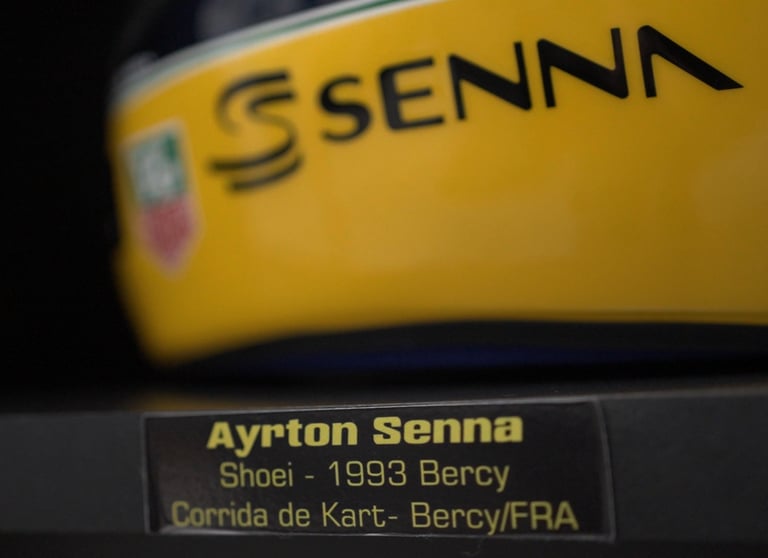 SENNA
Ayrton Senna
Shoei - 1993 Bercy
Corrida de Kart- Bercy/FRA